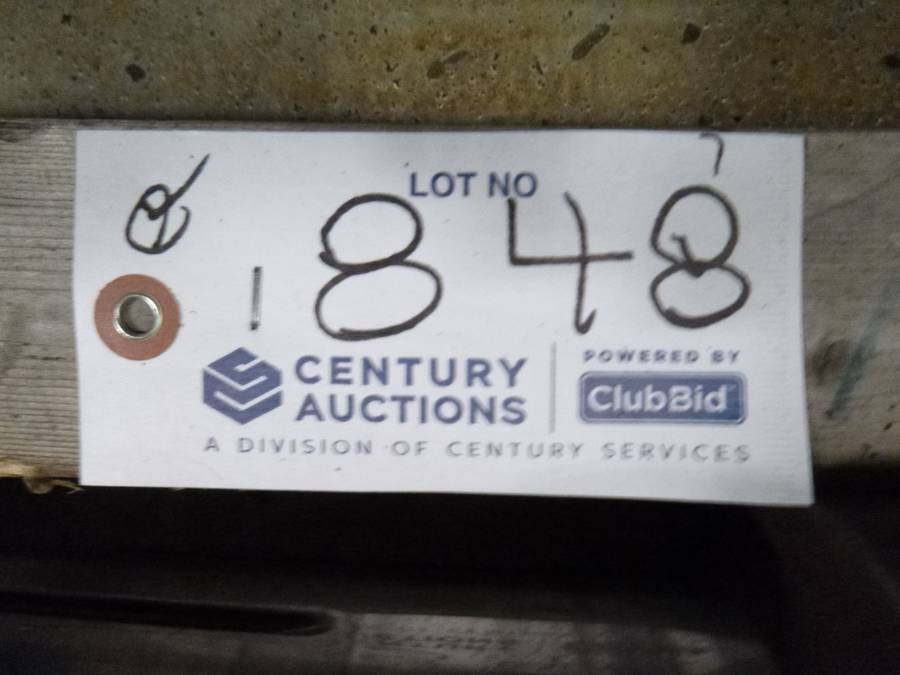 LOT NO
1848
CENTURY
AUCTIONS
POWERED BY
ClubBid
A DIVISION OF CENTURY SERVICES